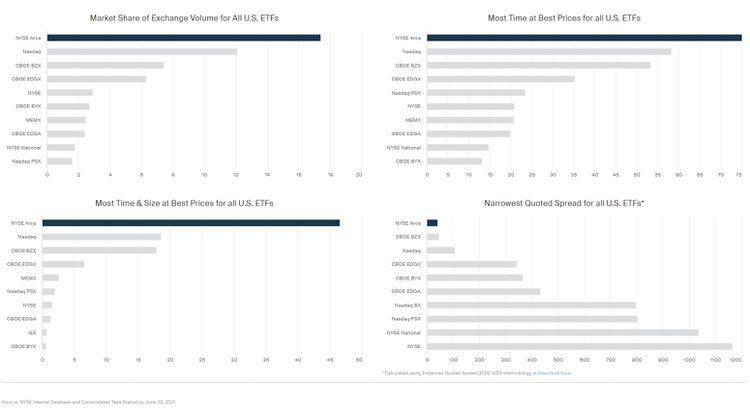 Market Share of Exchange Volume for All U.S. ETFs
NYSE Arca
Nasdaq
CBOE BZX
CBOE EDGX
NYSE
CBOE BYX
MEMX
CBOE EDGA
NYSE National
Nasdaq PSX
0 2 4 6 8 10 12 14 16 18 20
Most Time at Best Prices for all U.S. ETFs
NYSE Arca
Nasdaq
CBOE BZX
CBOE EDGX
Nasdaq PSX
NYSE
MEMX
CBOE EDGA
NYSE National
CBOE BYX
0 5 10 15 20 25 30 35 40 45 50 55 60 65 70 75
Most Time & Size at Best Prices for all U.S. ETFs
NYSE Arca
Nasdaq
CBOE BZX
CBOE EDGX
MEMX
Nasdaq PSX
NYSE
CBOE EDGA
IEX
CBOE BYX
0 5 10 15 20 25 30 35 40 45 50
Narrowest Quoted Spread for all U.S. ETFs*
NYSE Arca
CBOE BZX
Nasdaq
CBOE EDGX
CBOE BYX
CBOE EDGA
Nasdaq BX
Nasdaq PSX
NYSE National
NYSE
0 100 200 300 400 500 600 700 800 900 1000 1100 1200
* Calculated using Enhanced Quoted Spread (EQS). EQS methodology is described here.
Source: NYSE Internal Database and Consolidated Tape Statistics, June 30, 2021